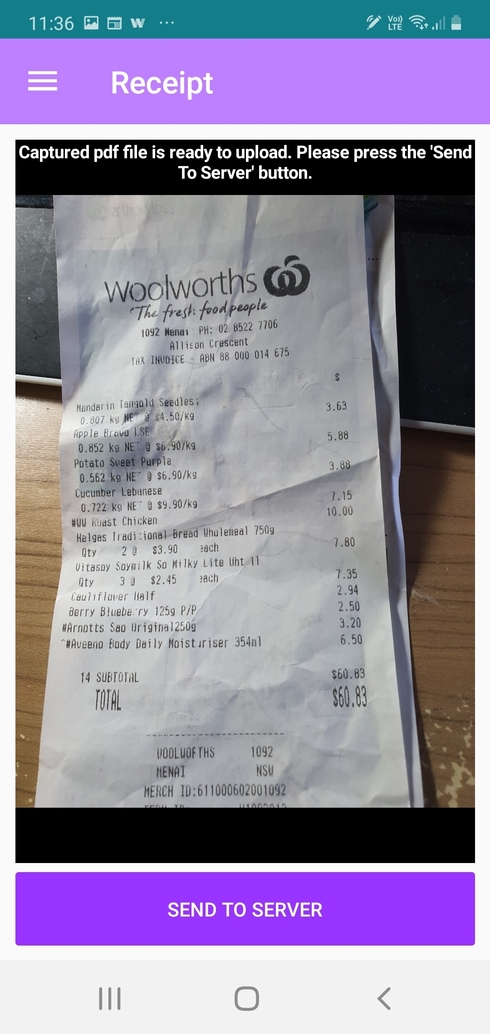 11:36
Vo))
LTE
Receipt
Captured pdf file is ready to upload. Please press the 'Send
To Server' button.
woolworths
"The fresh food people
1092 Menai PH: 02 8522 7706
Allison Crescent
TAX INVOICE - ABN 88 000 014 675
$
Mandarin Tangold Seedless 3.63
0.807 kg NET @ $4.50/kg
Apple Bravo LSE 5.88
0.852 kg NET @ $6.90/kg
Potato Sweet Purple 3.88
0.562 kg NET @ $6.90/kg
Cucumber Lebanese 7.15
0.722 kg NET @ $9.90/kg
#WW Roast Chicken 10.00
Helgas Traditional Bread Wholemeal 750g
Qty 2 @ $3.90 each 7.80
Vitasoy Soymilk So Milky Lite Uht 1l
Qty 3 @ $2.45 each 7.35
Cauliflower Half 2.94
Berry Blueberry 125g P/P 2.50
#Arnotts Sao Original250g 3.20
^#Aveeno Body Daily Moisturiser 354ml 6.50
14 SUBTOTAL $60.83
TOTAL $60.83
WOOLWORTHS 1092
MENAI NSW
MERCH ID:611000602001092
SEND TO SERVER